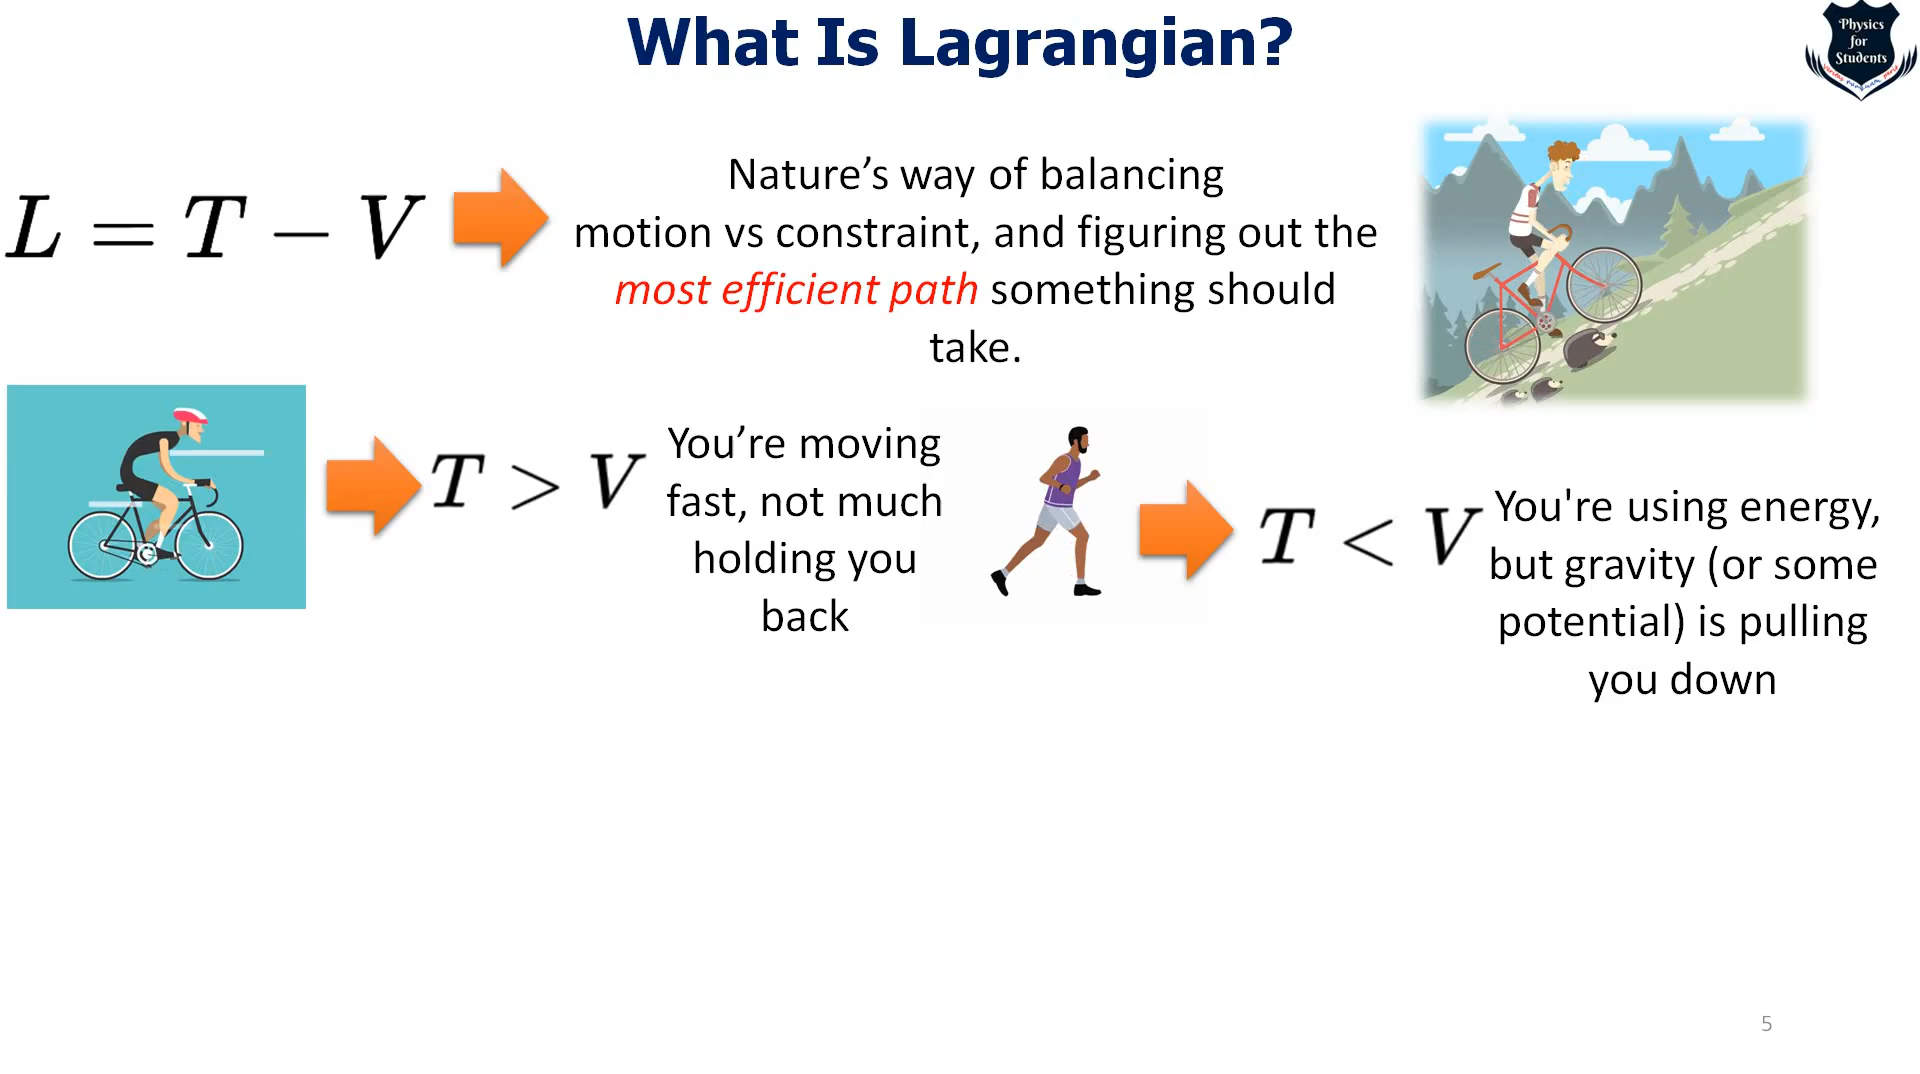 What Is Lagrangian?
Physics
for
Students
L = T − V
Nature’s way of balancing
motion vs constraint, and figuring out the
most efficient path something should
take.
T > V
You’re moving
fast, not much
holding you
back
T < V
You're using energy,
but gravity (or some
potential) is pulling
you down
5